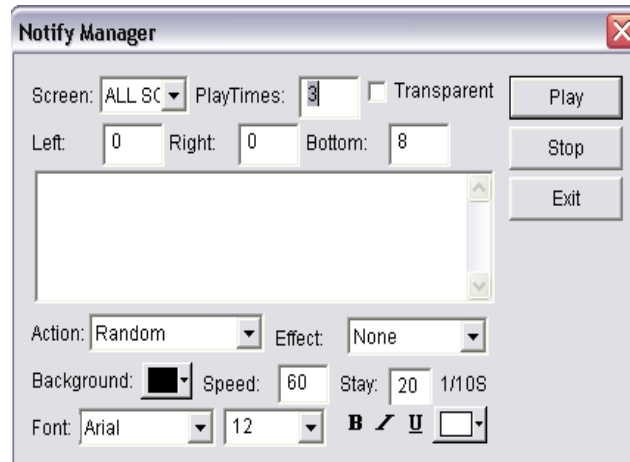 Notify Manager
Screen: ALL SC PlayTimes: 3 Transparent Play
Left: 0 Right: 0 Bottom: 8 Stop
Exit
Action: Random Effect: None
Background: Speed: 60 Stay: 20 1/10S
Font: Arial 12 B I U